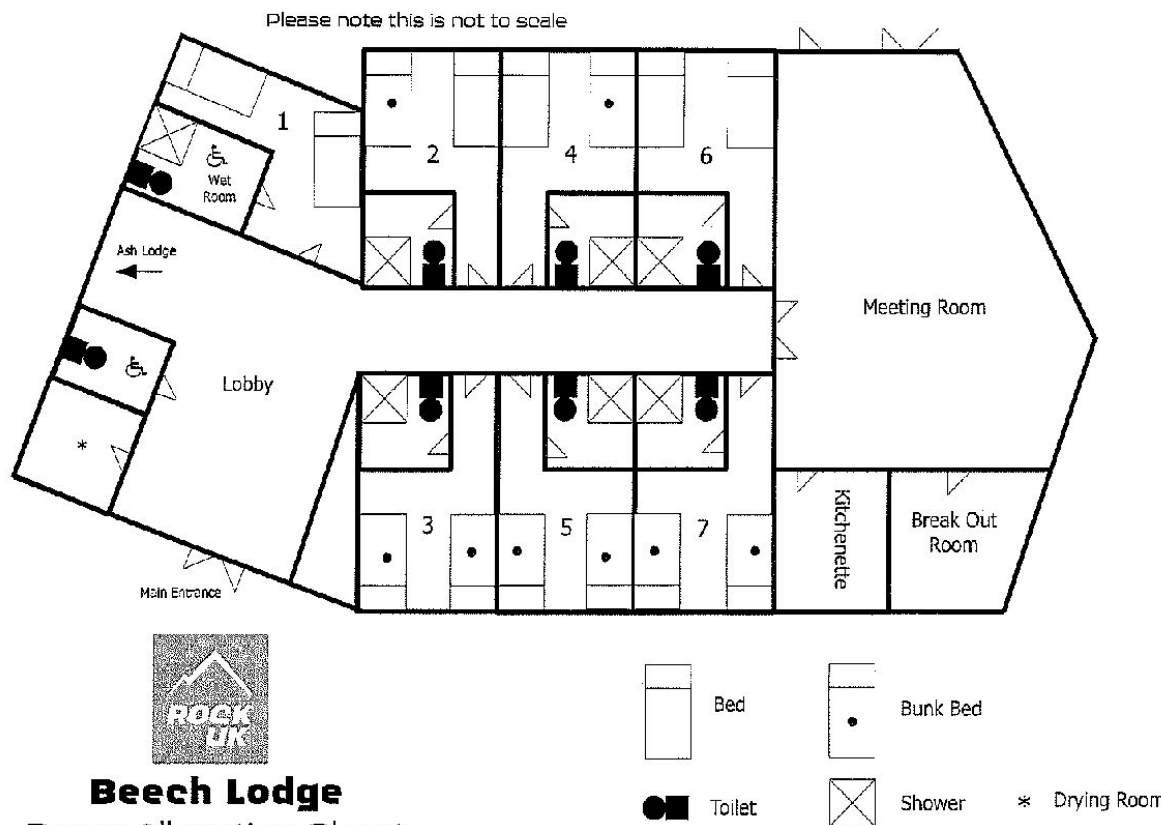 Please note this is not to scale
1
2
4
6
Wet
Room
Ash Lodge
Meeting Room
Lobby
*
3
5
7
Kitchenette
Break Out
Room
Main Entrance
ROCK
UK
Bed
Bunk Bed
Beech Lodge
Toilet
Shower
* Drying Room